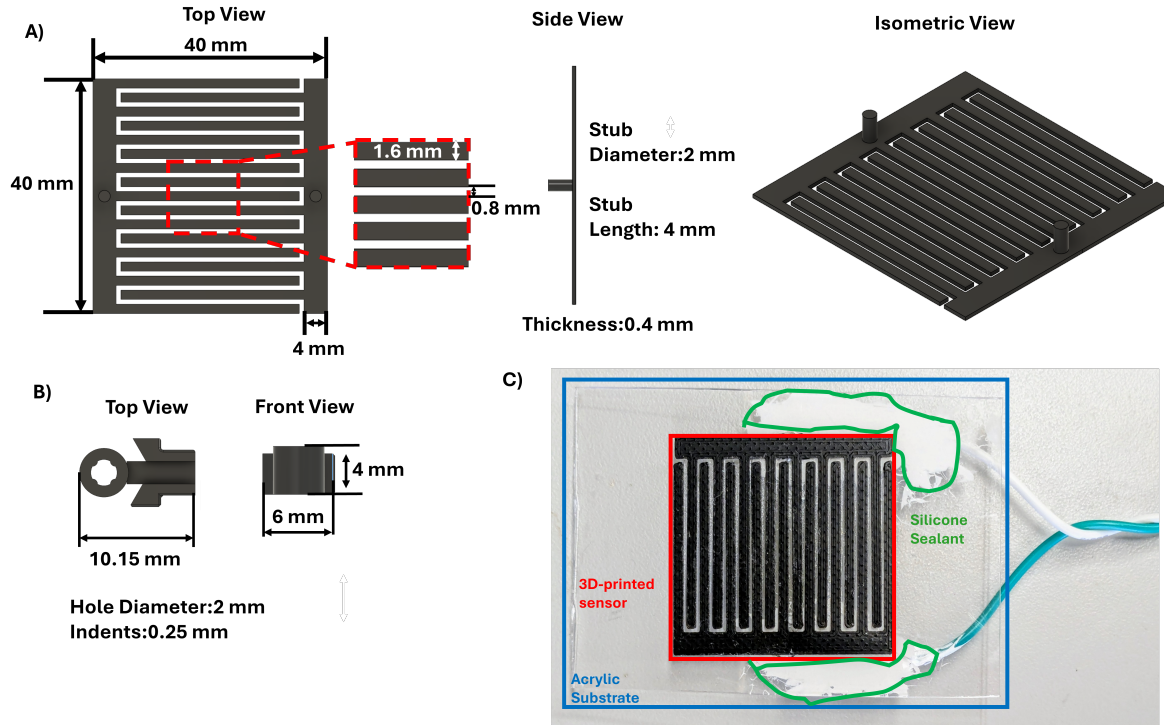 A)
Top View
40 mm
40 mm
1.6 mm
0.8 mm
4 mm
Side View
Stub
Diameter:2 mm
Stub
Length: 4 mm
Thickness:0.4 mm
Isometric View
B)
Top View
Front View
4 mm
6 mm
10.15 mm
Hole Diameter:2 mm
Indents:0.25 mm
C)
Silicone
Sealant
3D-printed
sensor
Acrylic
Substrate